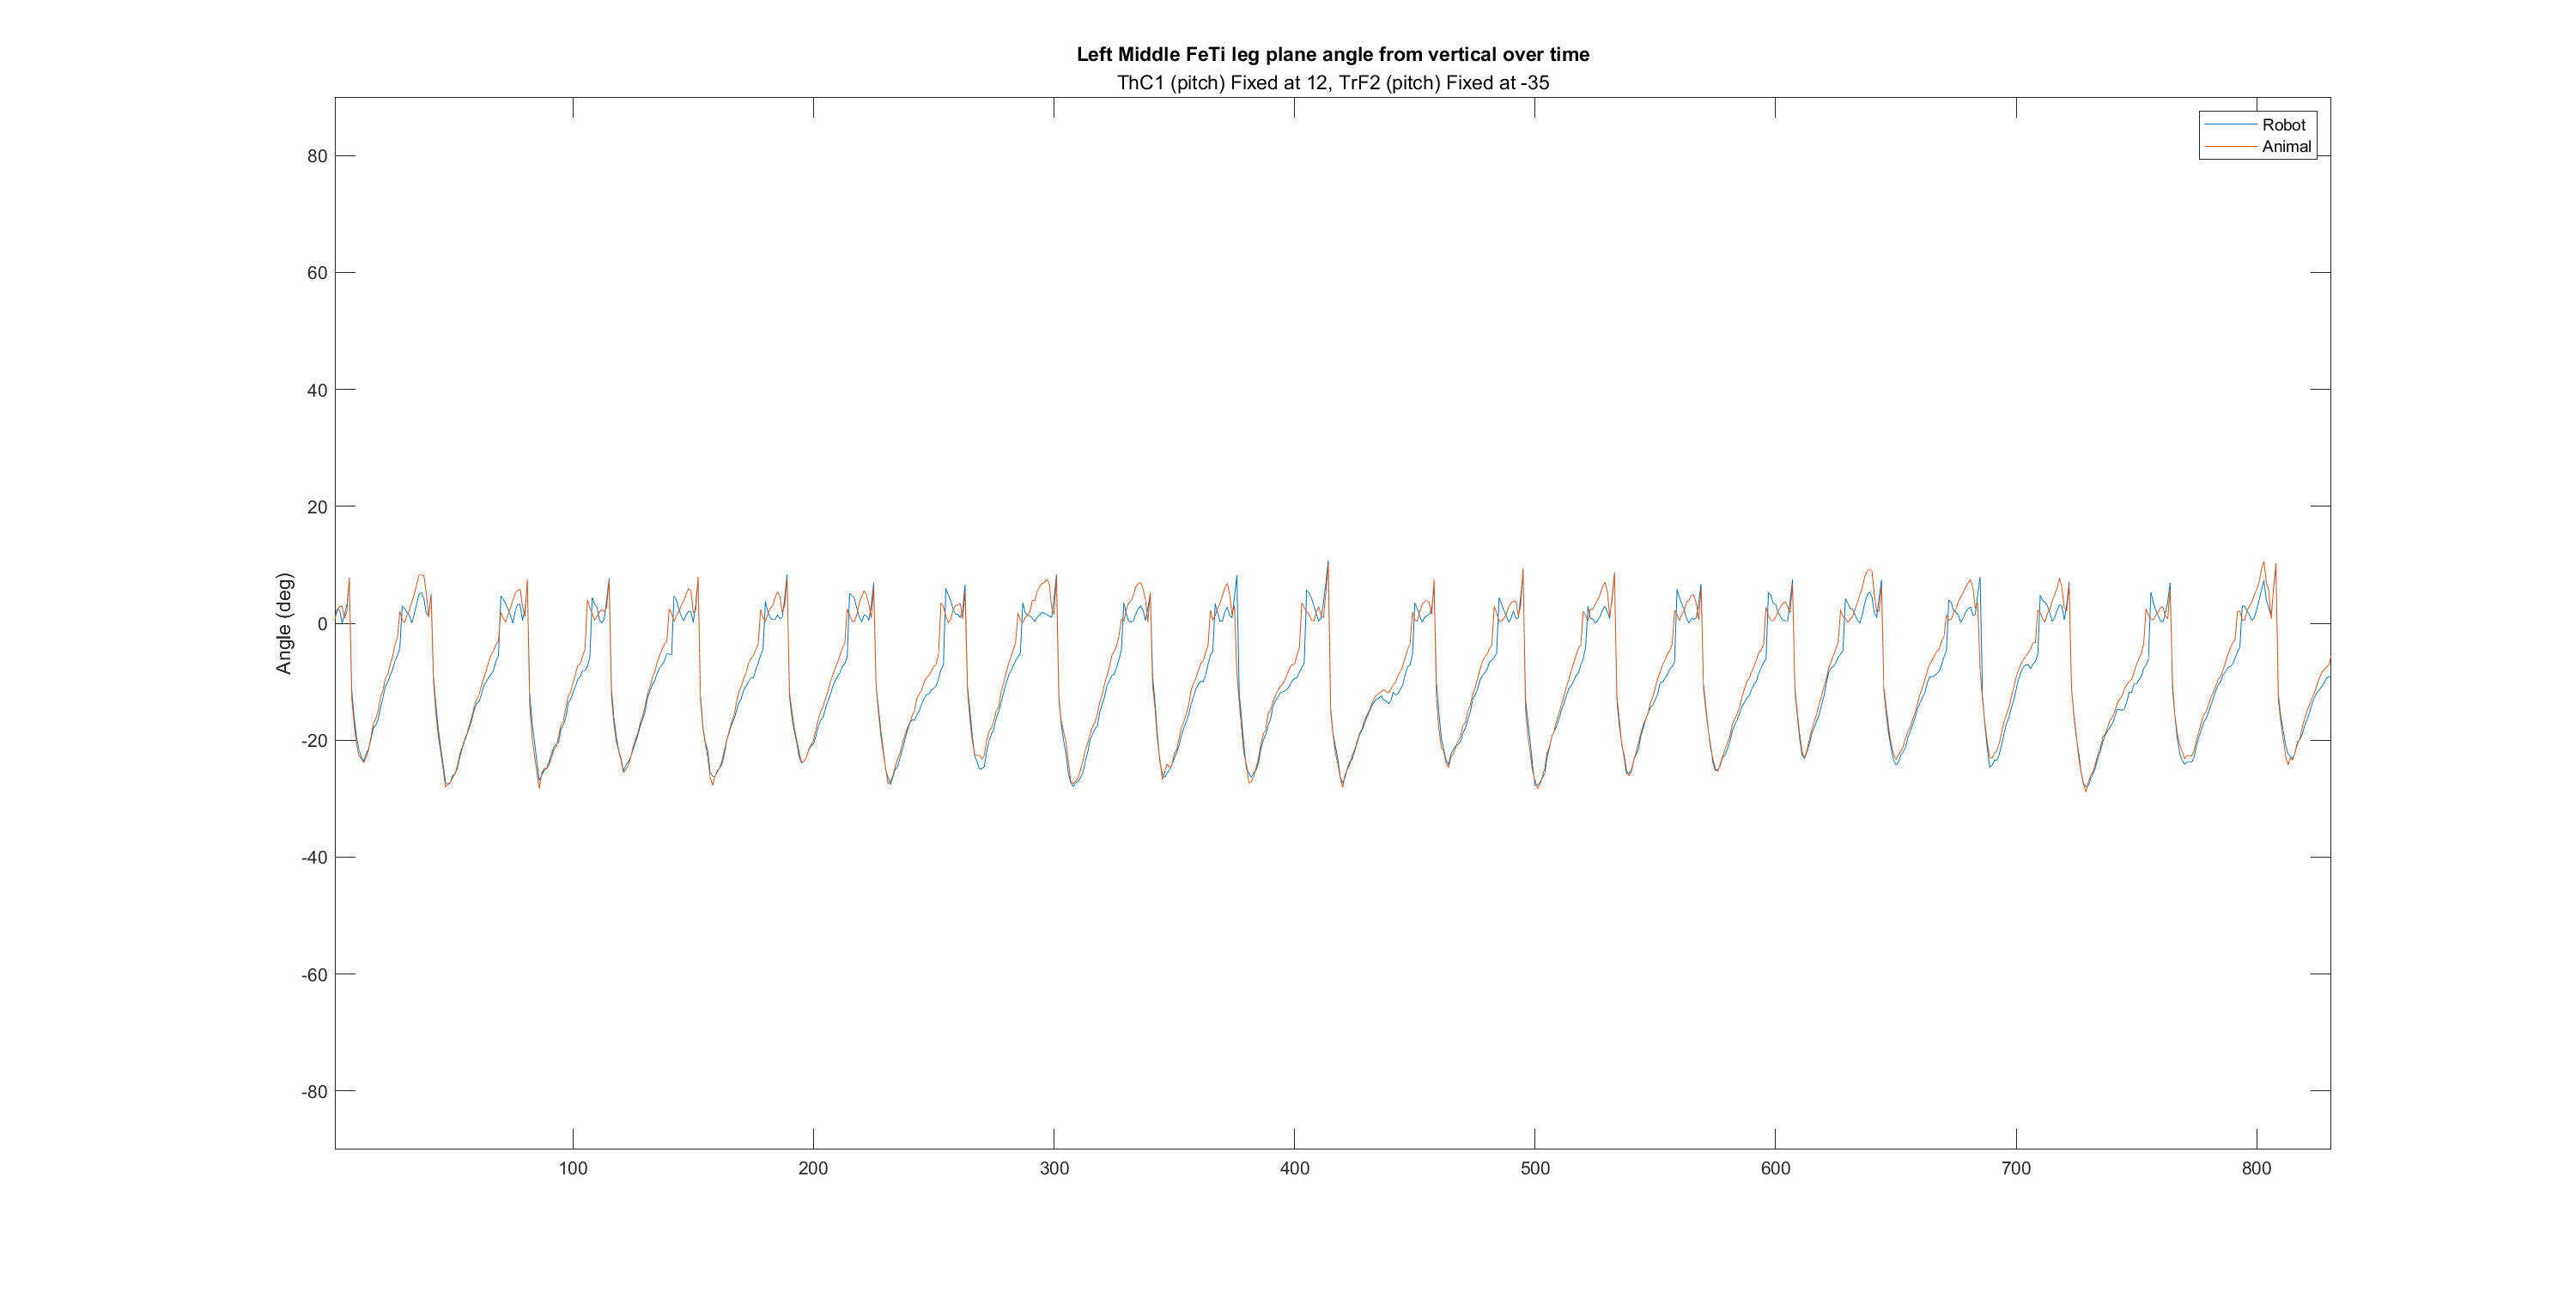 Left Middle FeTi leg plane angle from vertical over time
ThC1 (pitch) Fixed at 12, TrF2 (pitch) Fixed at -35
Robot
Animal
Angle (deg)
80
60
40
20
0
-20
-40
-60
-80
100 200 300 400 500 600 700 800